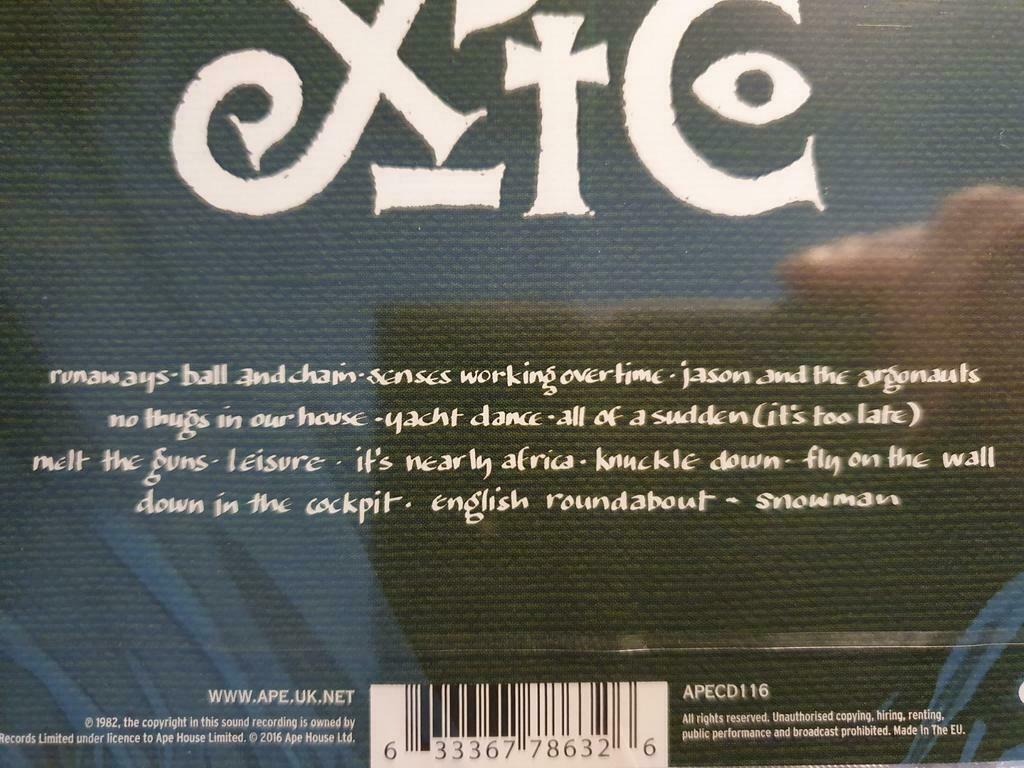 XTC
runaways · ball and chain · senses working overtime · jason and the argonauts
no thugs in our house · yacht dance · all of a sudden (it's too late)
melt the guns · leisure · it's nearly africa · knuckle down · fly on the wall
down in the cockpit · english roundabout · snowman
WWW.APE.UK.NET
℗ 1982, the copyright in this sound recording is owned by
Records Limited under licence to Ape House Limited. © 2016 Ape House Ltd.
6 33367 78632 6
APECD116
All rights reserved. Unauthorised copying, hiring, renting,
public performance and broadcast prohibited. Made In The EU.